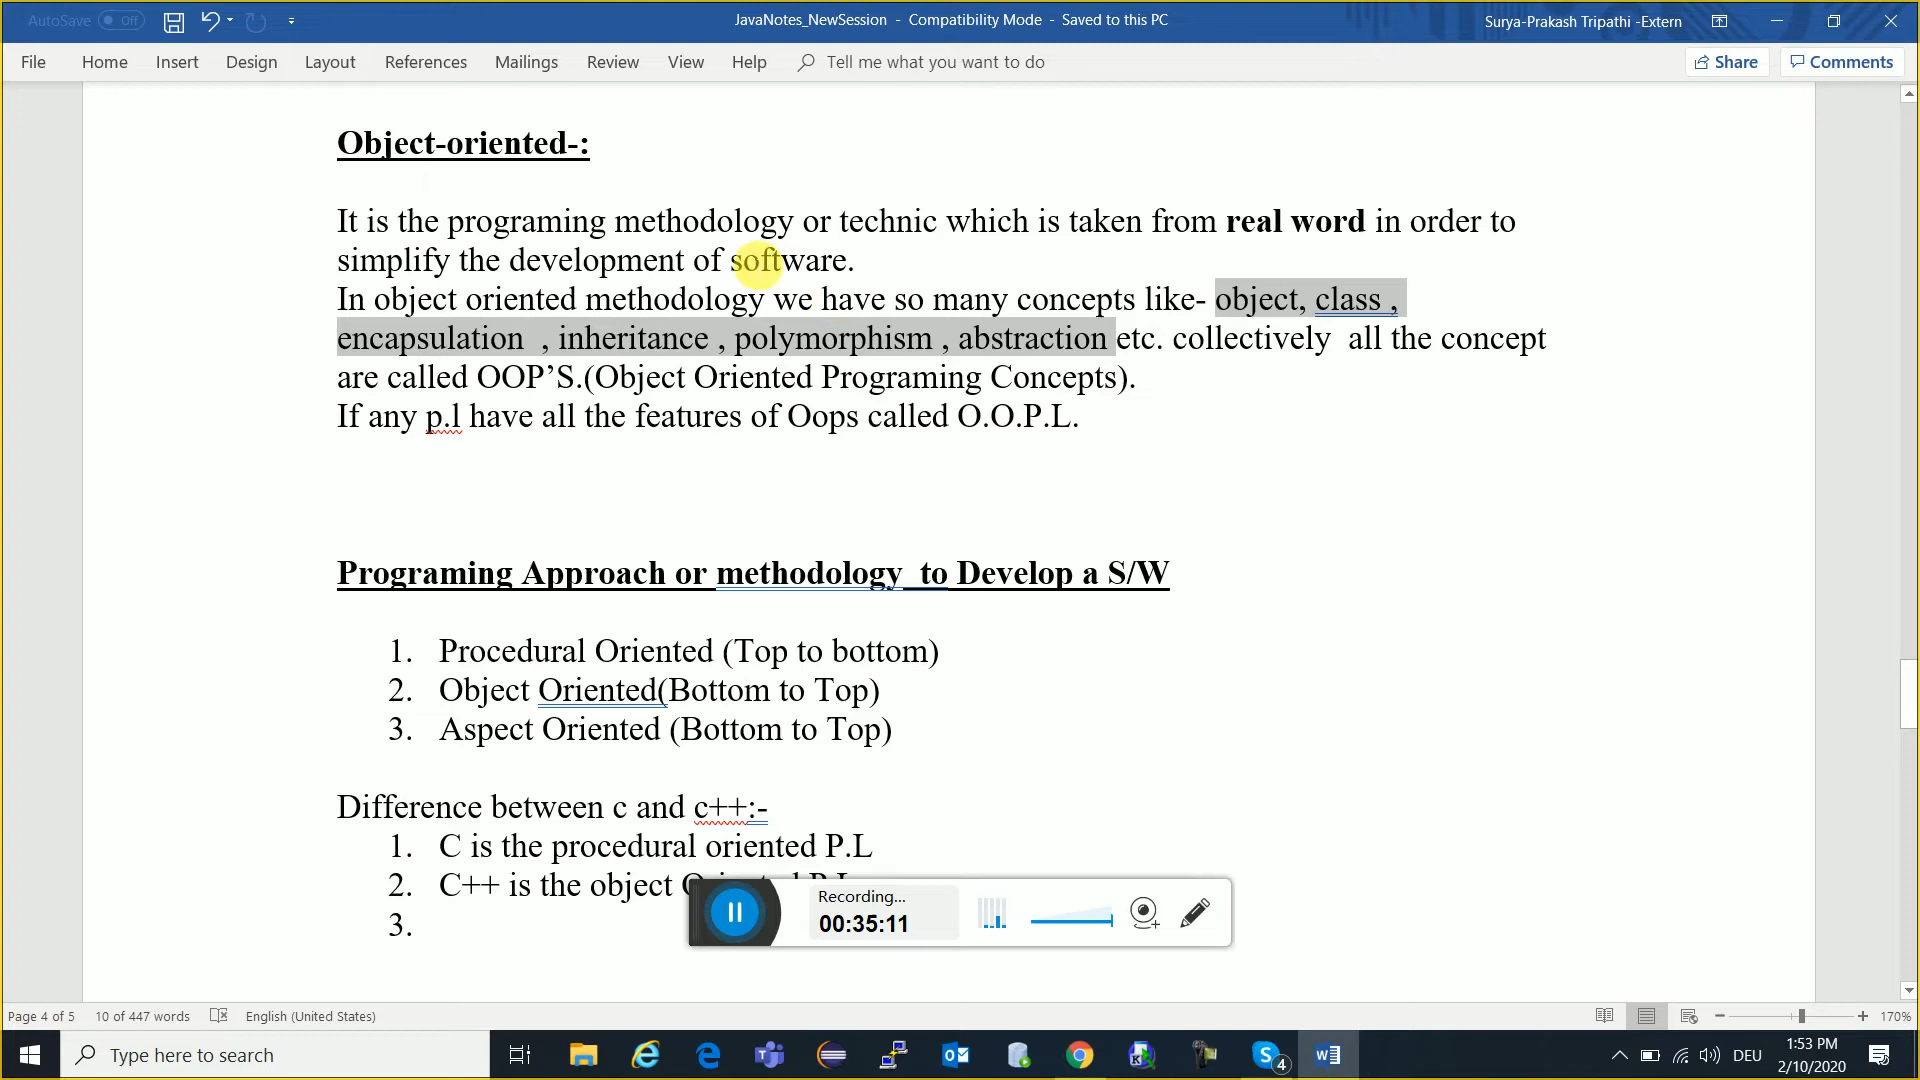 AutoSave Off
JavaNotes_NewSession - Compatibility Mode - Saved to this PC
Surya-Prakash Tripathi -Extern
File Home Insert Design Layout References Mailings Review View Help Tell me what you want to do Share Comments
Object-oriented-:
It is the programing methodology or technic which is taken from real word in order to
simplify the development of software.
In object oriented methodology we have so many concepts like- object, class ,
encapsulation , inheritance , polymorphism , abstraction etc. collectively all the concept
are called OOP’S.(Object Oriented Programing Concepts).
If any p.l have all the features of Oops called O.O.P.L.
Programing Approach or methodology to Develop a S/W
1. Procedural Oriented (Top to bottom)
2. Object Oriented(Bottom to Top)
3. Aspect Oriented (Bottom to Top)
Difference between c and c++:-
1. C is the procedural oriented P.L
2. C++ is the object
3.
Recording...
00:35:11
Page 4 of 5 10 of 447 words English (United States) 170%
Type here to search
4
DEU
1:53 PM
2/10/2020